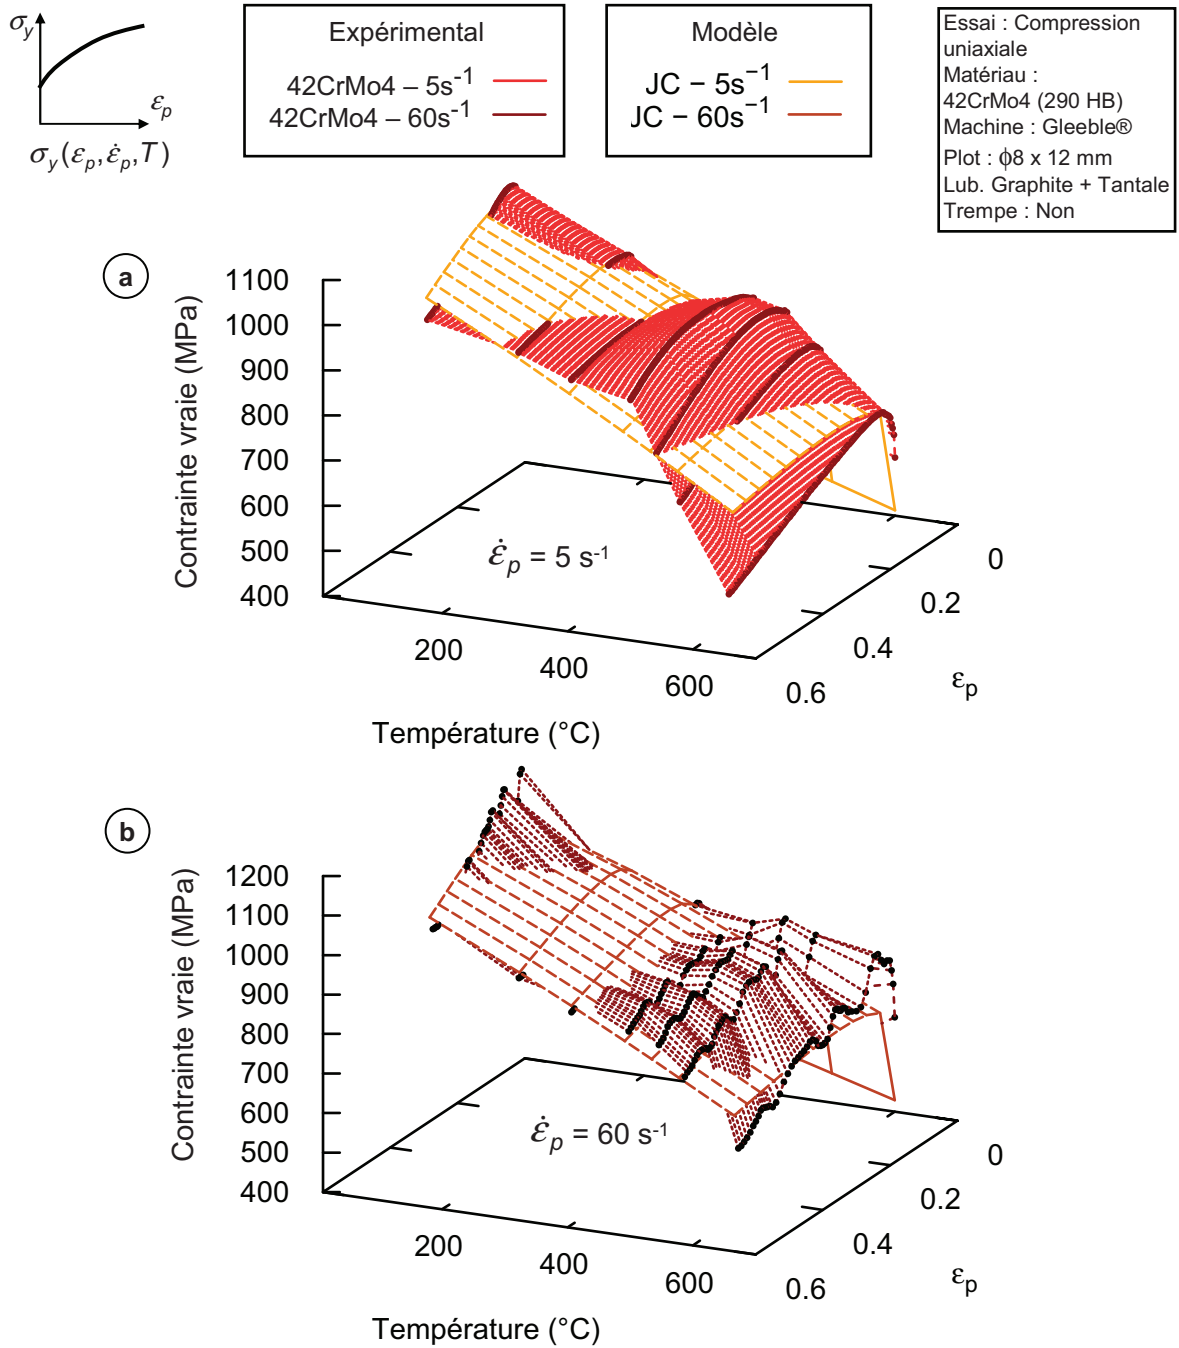 σy
εp
σy(εp, ε̇p, T)
Expérimental
42CrMo4 – 5s-1
42CrMo4 – 60s-1
Modèle
JC − 5s−1
JC − 60s−1
Essai : Compression
uniaxiale
Matériau :
42CrMo4 (290 HB)
Machine : Gleeble®
Plot : ϕ8 x 12 mm
Lub. Graphite + Tantale
Trempe : Non
a
Contrainte vraie (MPa)
1100
1000
900
800
700
600
500
400
ε̇p = 5 s-1
200
400
600
Température (°C)
0
0.2
0.4
0.6
εp
b
Contrainte vraie (MPa)
1200
1100
1000
900
800
700
600
500
400
ε̇p = 60 s-1
200
400
600
Température (°C)
0
0.2
0.4
0.6
εp